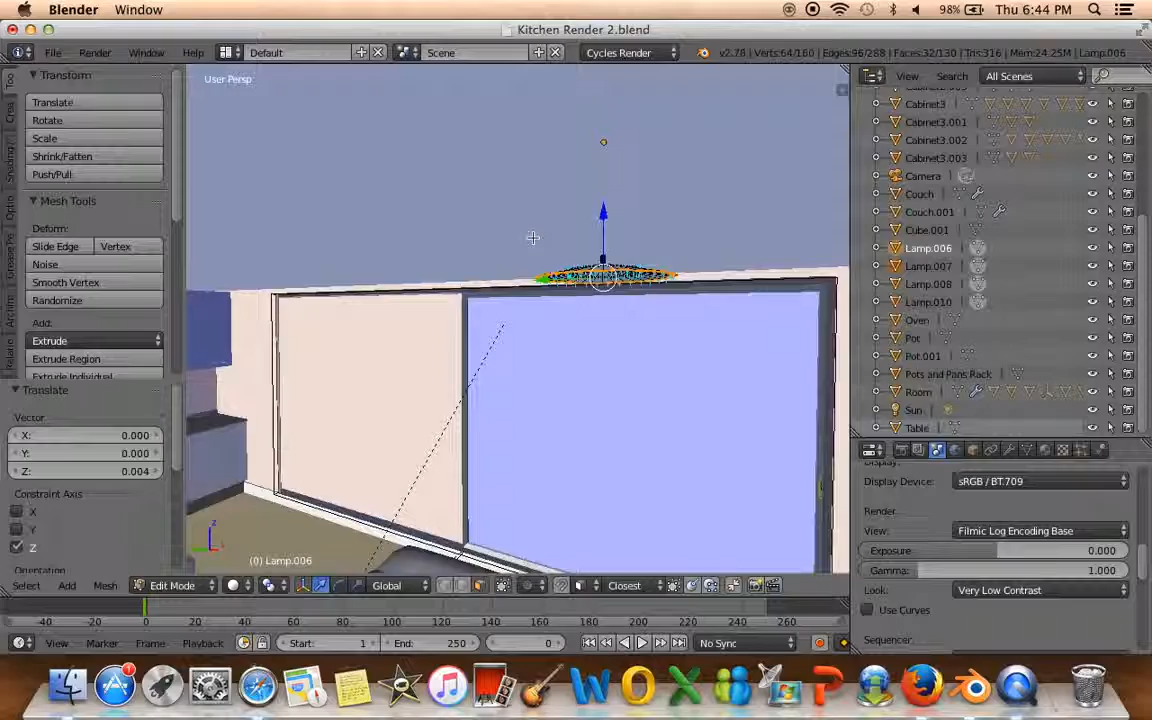 Blender Window 98% Thu 6:44 PM
Kitchen Render 2.blend
File Render Window Help Default Scene Cycles Render v2.78 | Verts:64/160 | Edges:96/288 | Faces:32/130 | Tris:316 | Mem:24.25M | Lamp.006
Transform
Translate
Rotate
Scale
Shrink/Fatten
Push/Pull
Mesh Tools
Deform:
Slide Edge Vertex
Noise
Smooth Vertex
Randomize
Add:
Extrude
Extrude Region
Extrude Individual
Translate
Vector
X: 0.000
Y: 0.000
Z: 0.004
Constraint Axis
X
Y
Z
Orientation
User Persp
(0) Lamp.006
View Search All Scenes
Cabinet3
Cabinet3.001
Cabinet3.002
Cabinet3.003
Camera
Couch
Couch.001
Cube.001
Lamp.006
Lamp.007
Lamp.008
Lamp.010
Oven
Pot
Pot.001
Pots and Pans Rack
Room
Sun
Table
Display:
Display Device: sRGB / BT.709
Render:
View: Filmic Log Encoding Base
Exposure: 0.000
Gamma: 1.000
Look: Very Low Contrast
Use Curves
Sequencer:
Select Add Mesh Edit Mode Global Closest
-40 -20 0 20 40 60 80 100 120 140 160 180 200 220 240 260
View Marker Frame Playback Start: 1 End: 250 0 No Sync